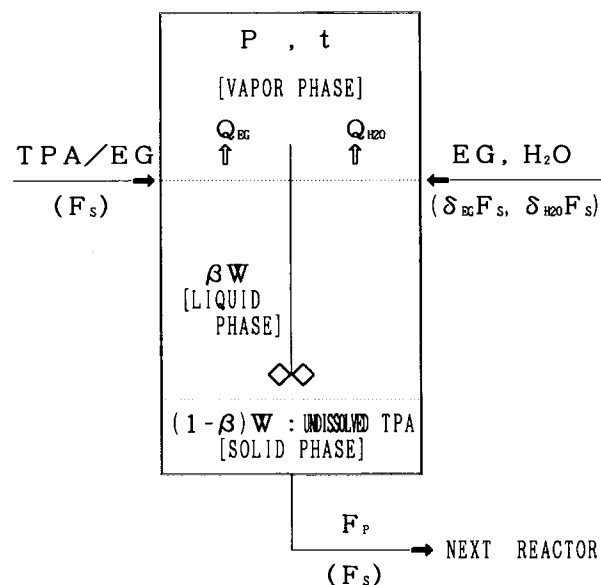 P , t
[VAPOR PHASE]
Q_EG Q_H2O
TPA/EG
EG, H₂O
(F_S)
(δ_EG F_S, δ_H2O F_S)
βW
[LIQUID
PHASE]
(1-β)W : UNDISSOLVED TPA
[SOLID PHASE]
F_P
NEXT REACTOR
(F_S)